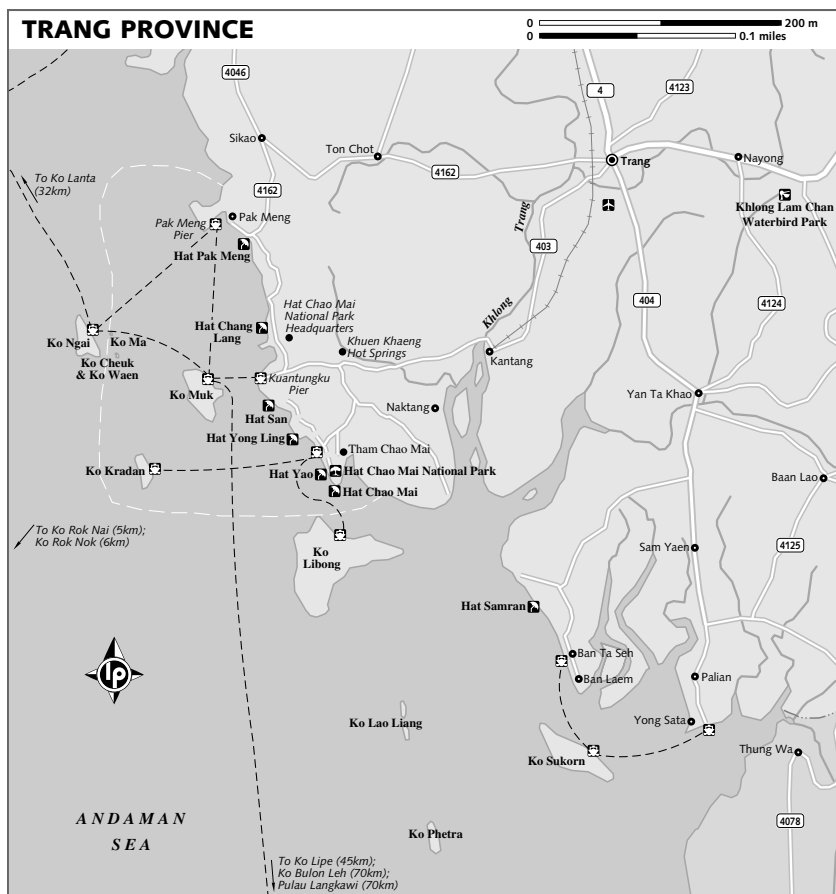 TRANG PROVINCE
0 200 m
0 0.1 miles
4046
4
4123
Sikao
Ton Chot
Trang
Nayong
4162
4162
To Ko Lanta
(32km)
Khlong Lam Chan
Waterbird Park
Pak Meng
Pier
Pak Meng
Trang
403
Hat Pak Meng
404
4124
Hat Chao Mai
National Park
Headquarters
Khlong
Hat Chang
Lang
Khuen Khaeng
Hot Springs
Ko Ngai
Ko Ma
Ko Cheuk
& Ko Waen
Kantang
Kuantungku
Pier
Ko Muk
Yan Ta Khao
Hat San
Naktang
Hat Yong Ling
Tham Chao Mai
Ko Kradan
Hat Yao
Hat Chao Mai National Park
Baan Lao
Hat Chao Mai
To Ko Rok Nai (5km);
Ko Rok Nok (6km)
Ko
Libong
Sam Yaen
4125
Hat Samran
Ban Ta Seh
Ban Laem
Palian
lp
Ko Lao Liang
Yong Sata
Ko Sukorn
Thung Wa
ANDAMAN
SEA
4078
Ko Phetra
To Ko Lipe (45km);
Ko Bulon Leh (70km);
Pulau Langkawi (70km)